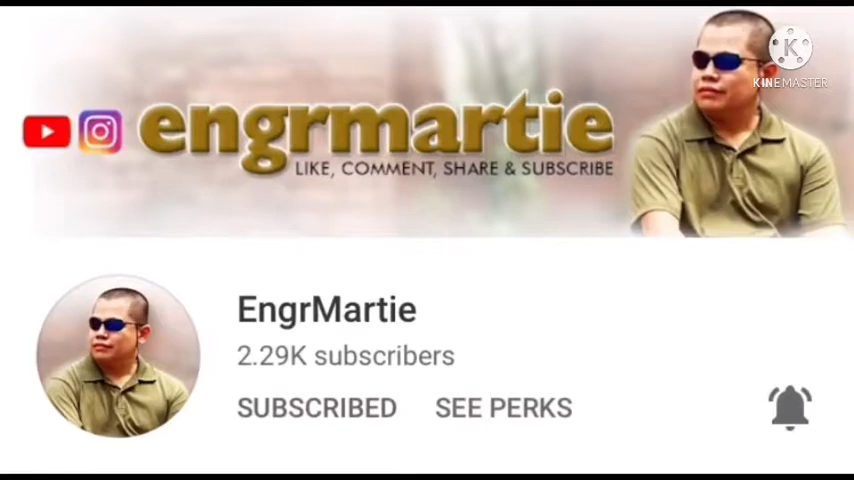 K
KINEMASTER
engrmartie
LIKE, COMMENT, SHARE & SUBSCRIBE
EngrMartie
2.29K subscribers
SUBSCRIBED SEE PERKS